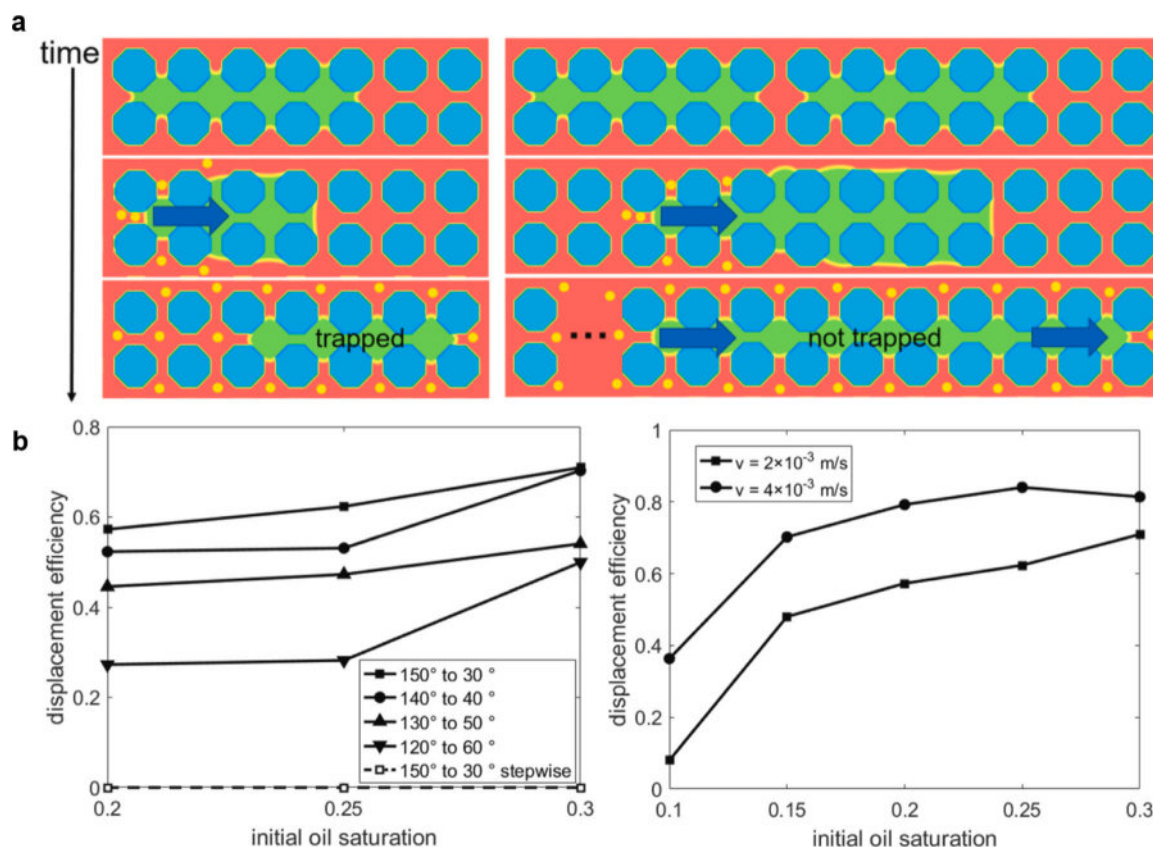 a
time
trapped
...
not trapped
b
displacement efficiency
0.8
0.6
0.4
0.2
0
0.2
0.25
0.3
initial oil saturation
150° to 30 °
140° to 40 °
130° to 50 °
120° to 60 °
150° to 30 ° stepwise
displacement efficiency
1
0.8
0.6
0.4
0.2
0
0.1
0.15
0.2
0.25
0.3
initial oil saturation
v = 2×10⁻³ m/s
v = 4×10⁻³ m/s